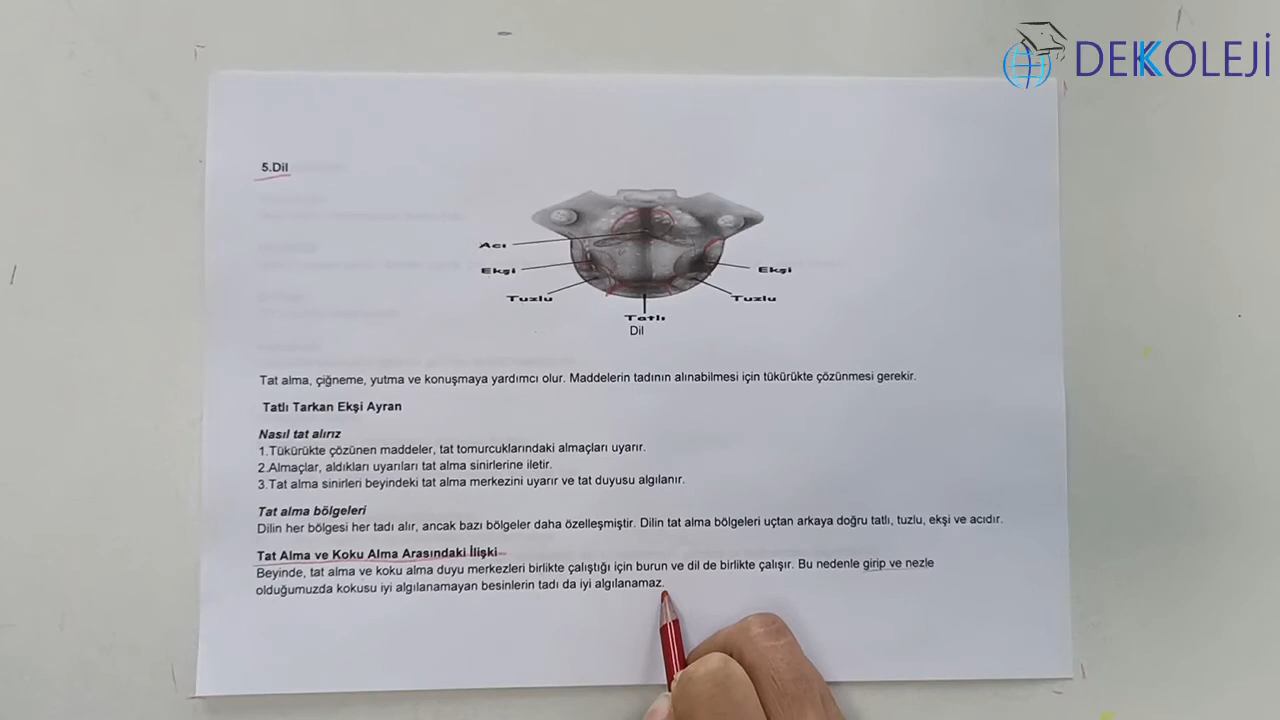 DEKKOLEJİ
5.Dil
Acı
Ekşi
Ekşi
Tuzlu
Tuzlu
Tatlı
Dil
Tat alma, çiğneme, yutma ve konuşmaya yardımcı olur. Maddelerin tadının alınabilmesi için tükürükte çözünmesi gerekir.
Tatlı Tarkan Ekşi Ayran
Nasıl tat alırız
1.Tükürükte çözünen maddeler, tat tomurcuklarındaki almaçları uyarır.
2.Almaçlar, aldıkları uyarıları tat alma sinirlerine iletir.
3.Tat alma sinirleri beyindeki tat alma merkezini uyarır ve tat duyusu algılanır.
Tat alma bölgeleri
Dilin her bölgesi her tadı alır, ancak bazı bölgeler daha özelleşmiştir. Dilin tat alma bölgeleri uçtan arkaya doğru tatlı, tuzlu, ekşi ve acıdır.
Tat Alma ve Koku Alma Arasındaki İlişki
Beyinde, tat alma ve koku alma duyu merkezleri birlikte çalıştığı için burun ve dil de birlikte çalışır. Bu nedenle girip ve nezle
olduğumuzda kokusu iyi algılanamayan besinlerin tadı da iyi algılanamaz.